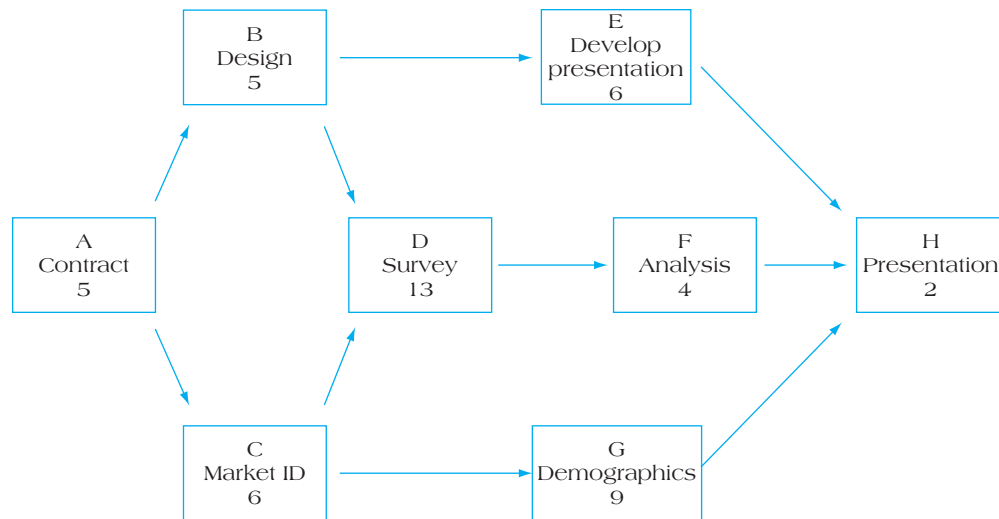 B
Design
5
E
Develop
presentation
6
A
Contract
5
D
Survey
13
F
Analysis
4
H
Presentation
2
C
Market ID
6
G
Demographics
9